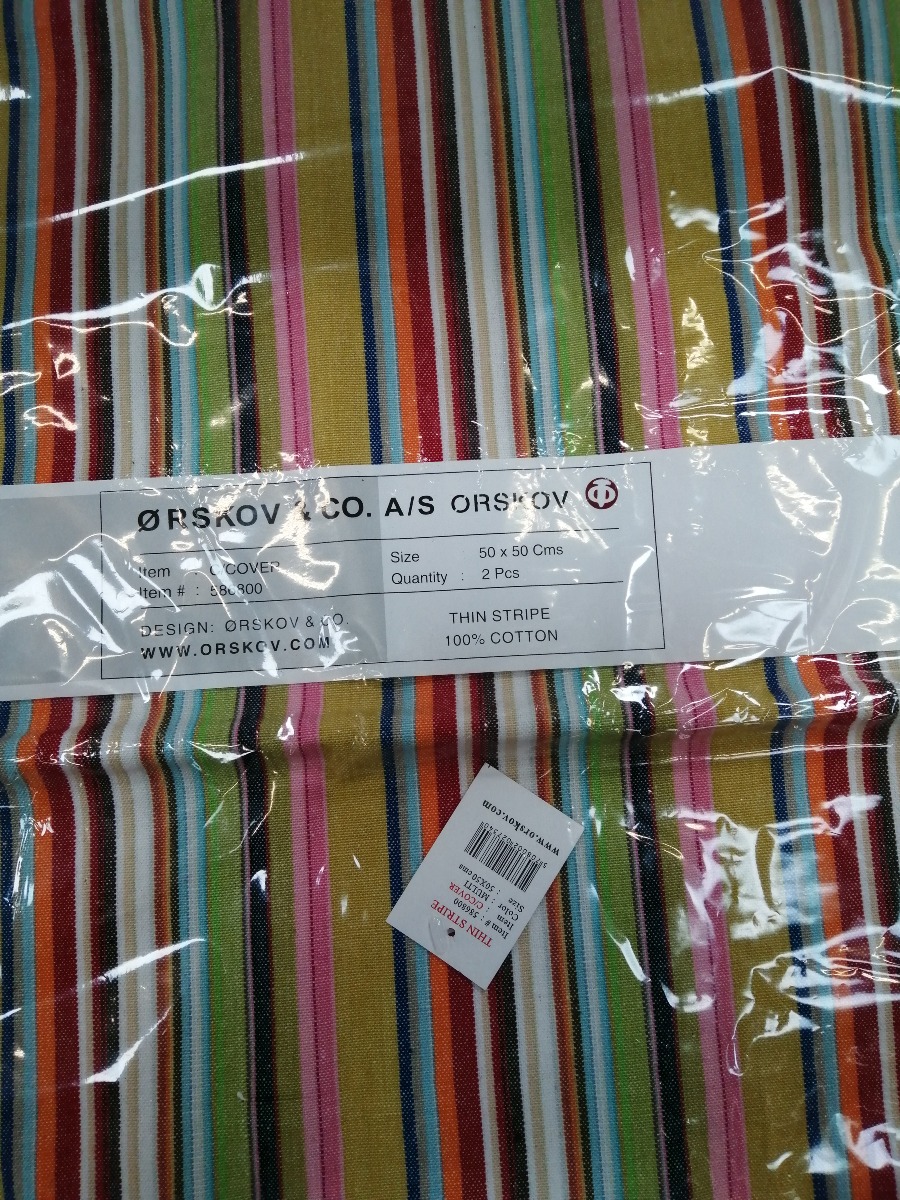 ØRSKOV & CO. A/S ORSKOV
Item C/COVER
Item # : 586800
Size 50 x 50 Cms
Quantity : 2 Pcs
DESIGN: ØRSKOV & CO.
WWW.ORSKOV.COM
THIN STRIPE
100% COTTON
THIN STRIPE
Item # : 586800
Item : C/COVER
Color : MULTI
Size : 50X50 cms
www.orskov.com